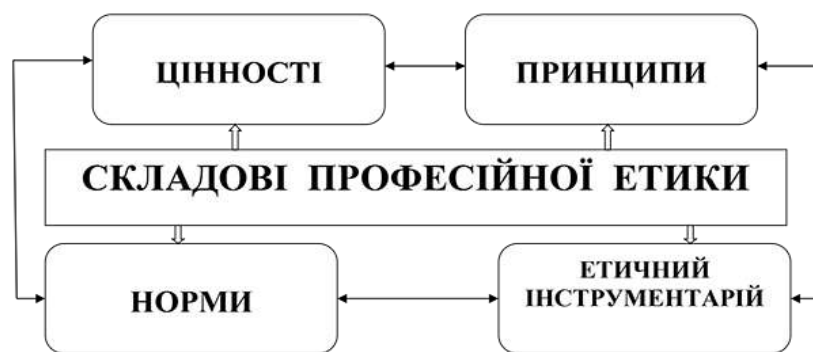 ЦІННОСТІ
ПРИНЦИПИ
СКЛАДОВІ ПРОФЕСІЙНОЇ ЕТИКИ
НОРМИ
ЕТИЧНИЙ
ІНСТРУМЕНТАРІЙ